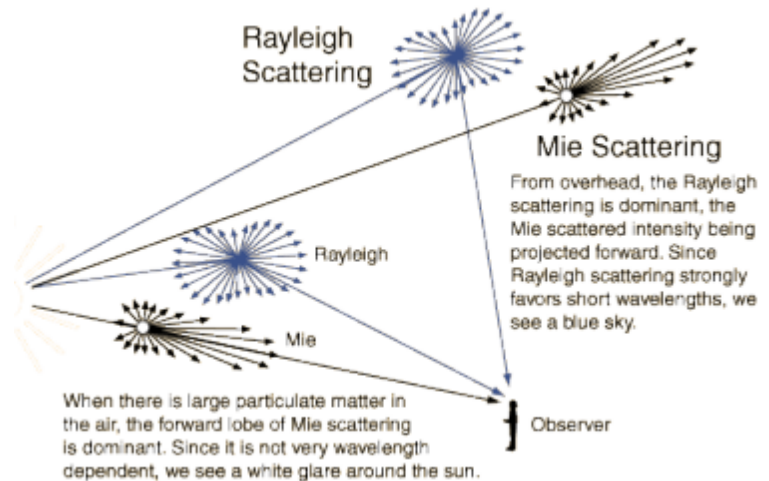 Rayleigh
Scattering
Mie Scattering
From overhead, the Rayleigh
scattering is dominant, the
Mie scattered intensity being
projected forward. Since
Rayleigh scattering strongly
favors short wavelengths, we
see a blue sky.
Rayleigh
Mie
When there is large particulate matter in
the air, the forward lobe of Mie scattering
is dominant. Since it is not very wavelength
dependent, we see a white glare around the sun.
Observer